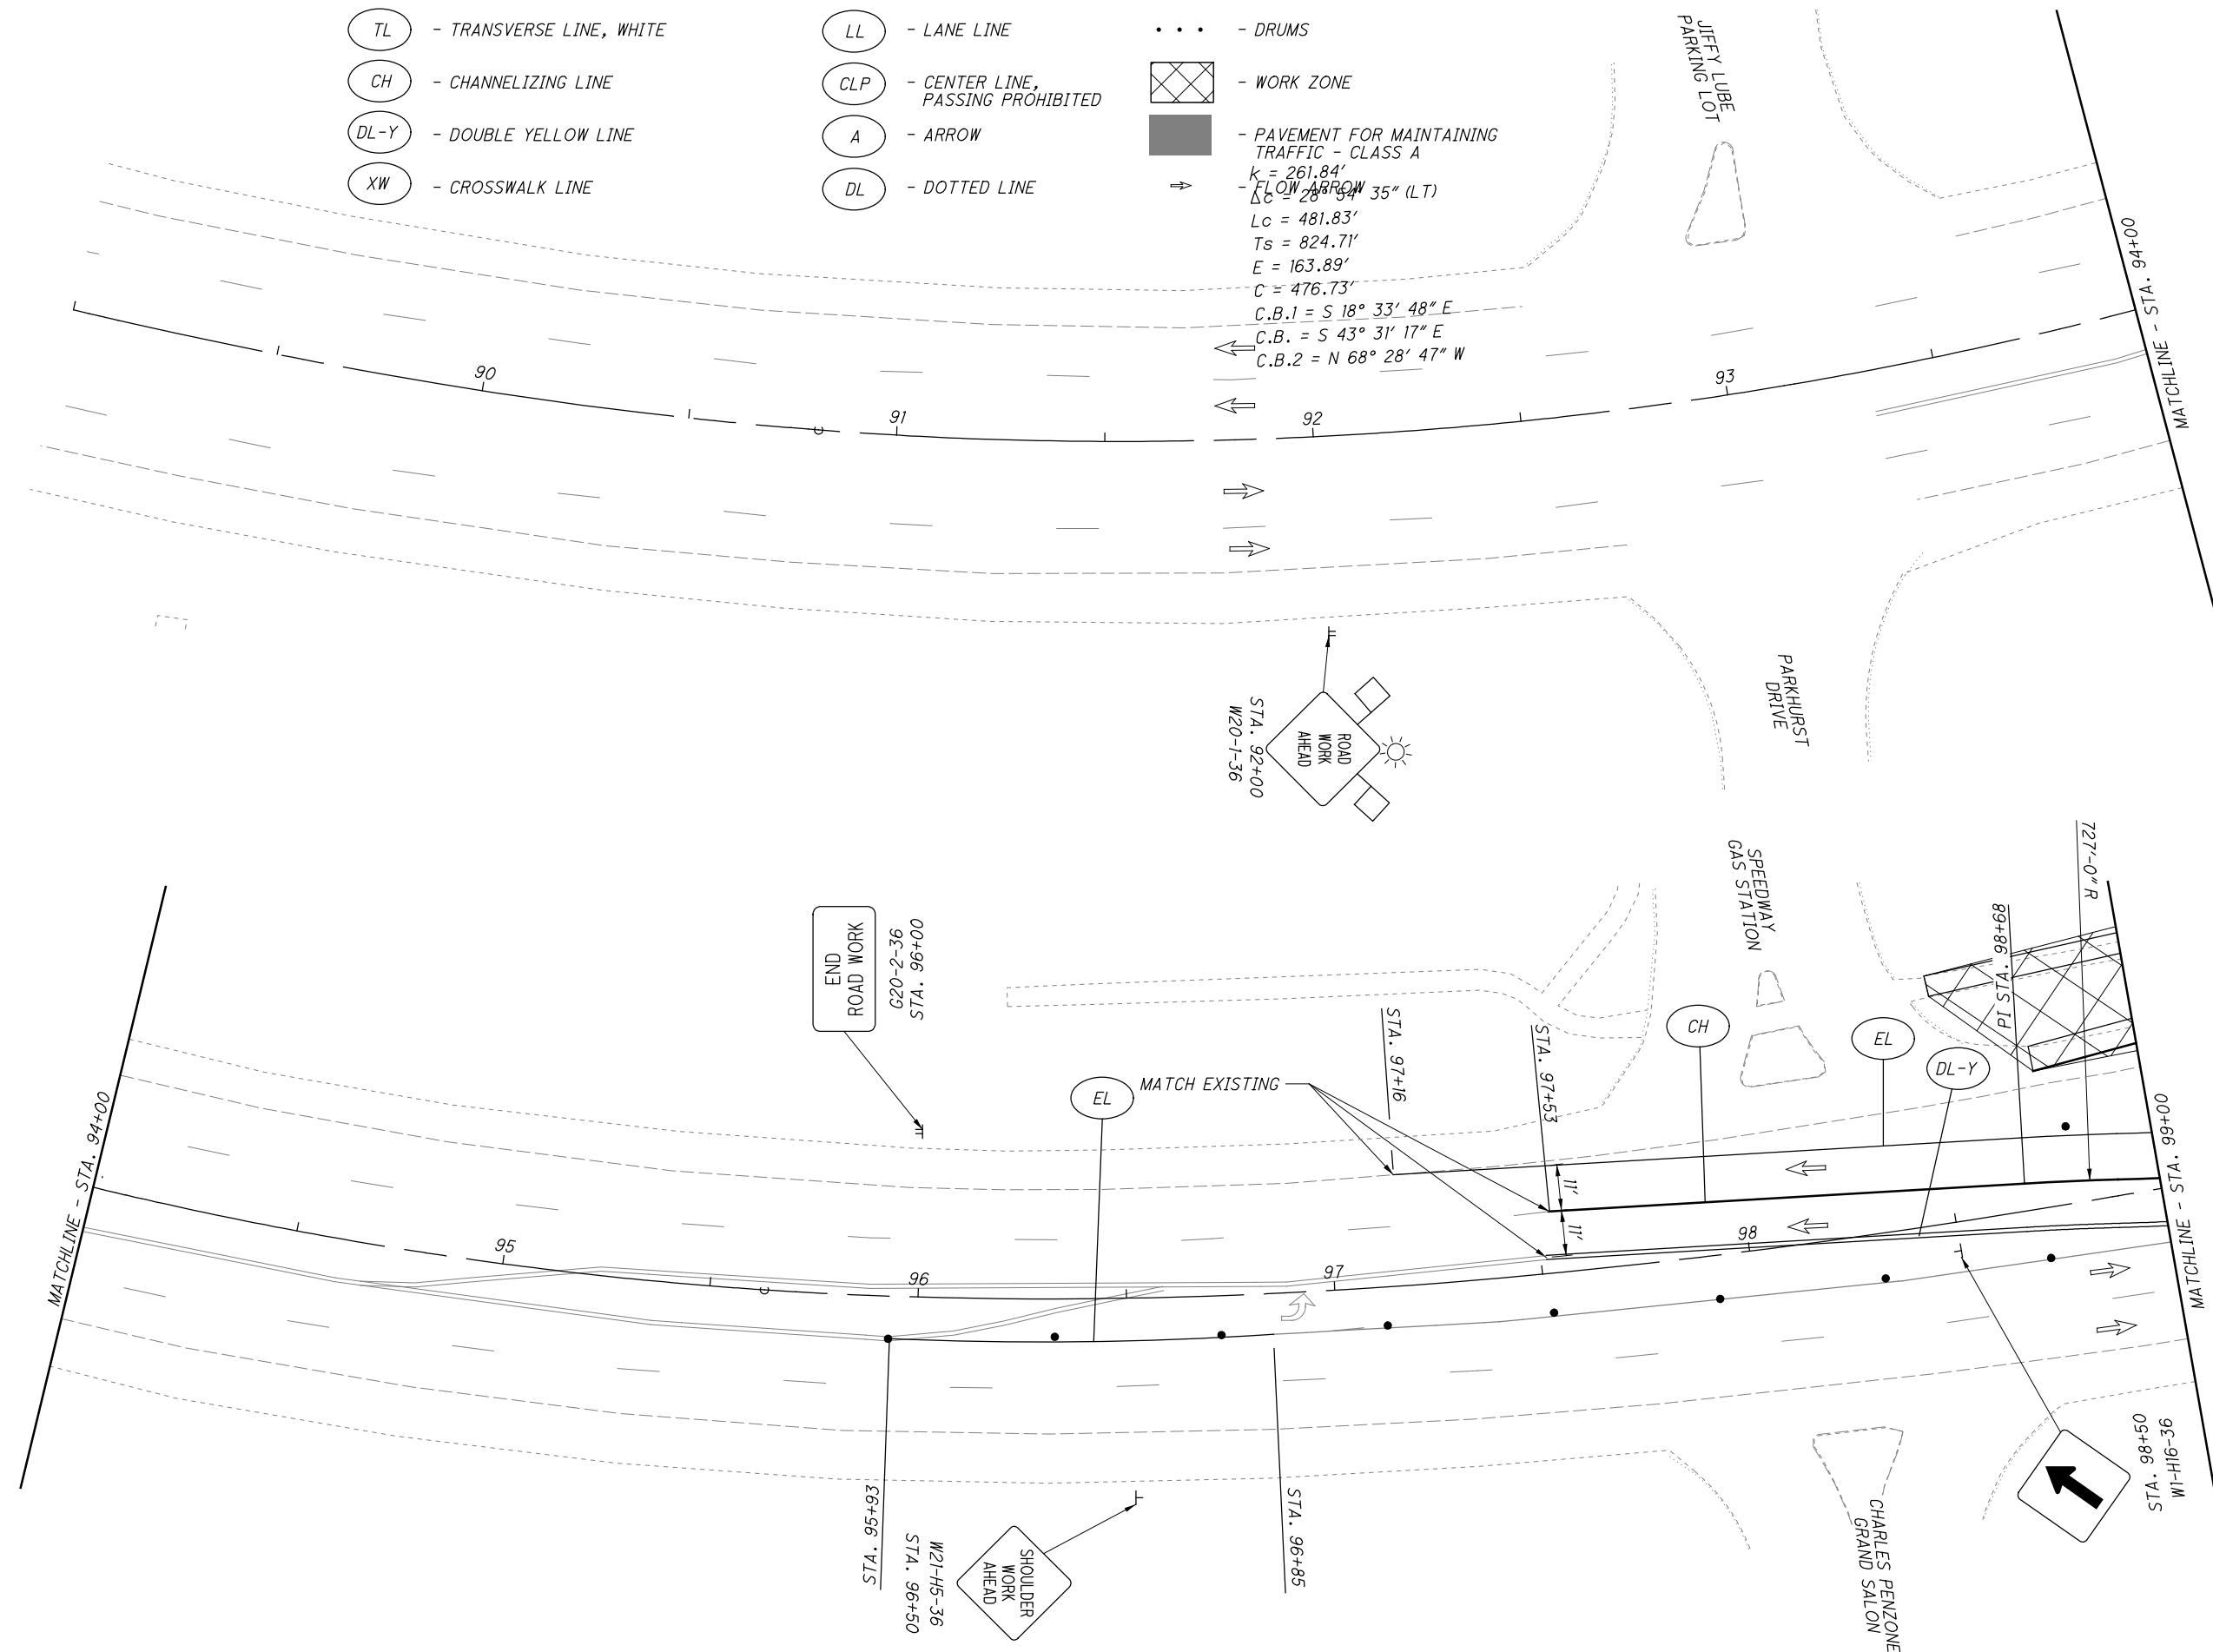 TL - TRANSVERSE LINE, WHITE
CH - CHANNELIZING LINE
DL-Y - DOUBLE YELLOW LINE
XW - CROSSWALK LINE
LL - LANE LINE
CLP - CENTER LINE,
PASSING PROHIBITED
A - ARROW
DL - DOTTED LINE
- DRUMS
- WORK ZONE
- PAVEMENT FOR MAINTAINING
TRAFFIC - CLASS A
- FLOW ARROW
k = 261.84'
Δc = 28° 54' 35" (LT)
Lc = 481.83'
Ts = 824.71'
E = 163.89'
C = 476.73'
C.B.1 = S 18° 33' 48" E
C.B. = S 43° 31' 17" E
C.B.2 = N 68° 28' 47" W
JIFFY LUBE
PARKING LOT
MATCHLINE - STA. 94+00
90
91
92
93
PARKHURST
DRIVE
ROAD
WORK
AHEAD
STA. 92+00
W20-1-36
MATCHLINE - STA. 94+00
END
ROAD WORK
G20-2-36
STA. 96+00
EL
MATCH EXISTING
STA. 97+16
STA. 97+53
CH
SPEEDWAY
GAS STATION
EL
DL-Y
PI STA. 98+68
727'-0" R
MATCHLINE - STA. 99+00
11'
11'
95
96
97
98
STA. 95+93
STA. 96+85
SHOULDER
WORK
AHEAD
W21-H5-36
STA. 96+50
CHARLES PENZONE
GRAND SALON
W1-H16-36
STA. 98+50